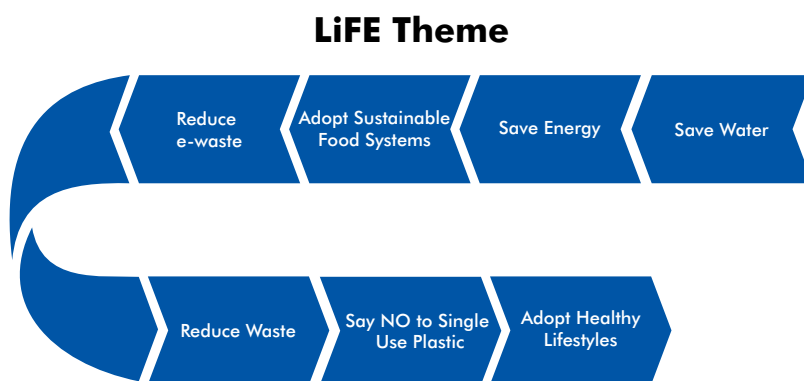 LiFE Theme
Reduce
e-waste
Adopt Sustainable
Food Systems
Save Energy
Save Water
Reduce Waste
Say NO to Single
Use Plastic
Adopt Healthy
Lifestyles